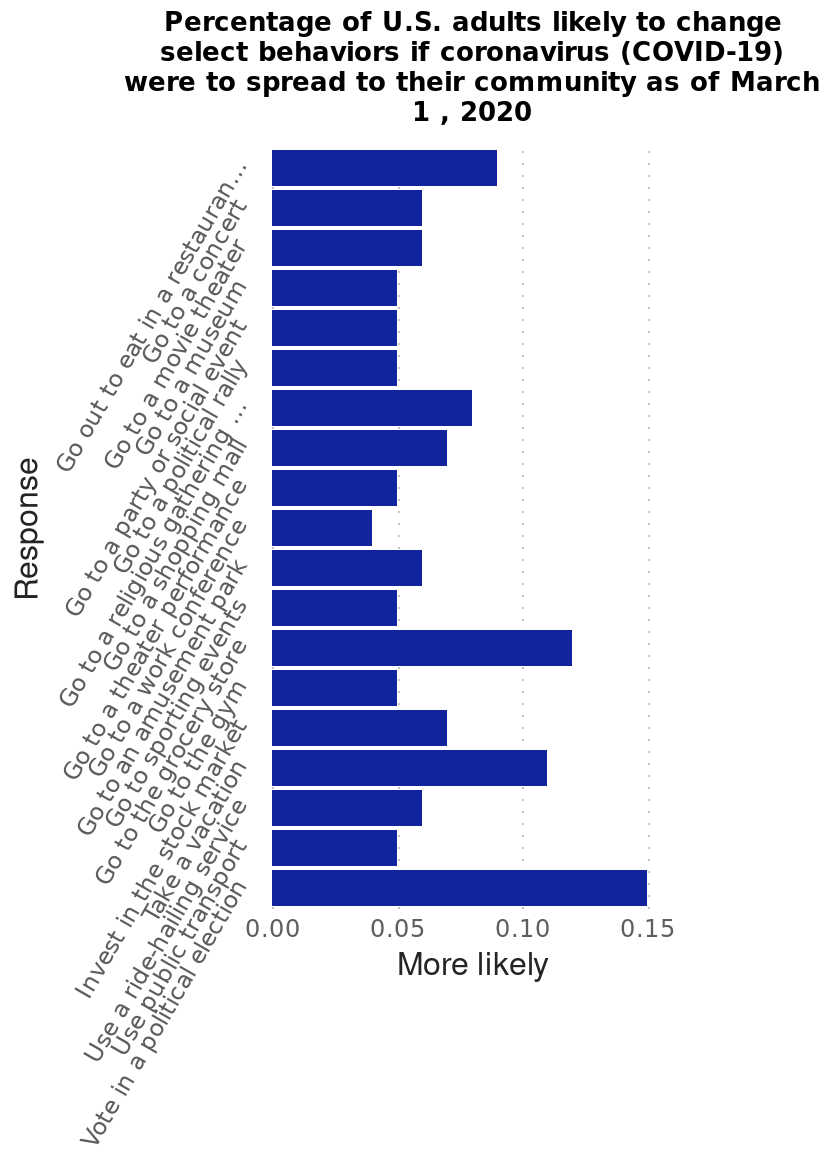 Percentage of U.S. adults likely to change
select behaviors if coronavirus (COVID-19)
were to spread to their community as of March
1 , 2020
Response
Go out to eat in a restauran...
Go to a concert
Go to a movie theater
Go to a museum
Go to a party or social event
Go to a political rally
Go to a religious gathering ...
Go to a shopping mall
Go to a theater performance
Go to a work conference
Go to an amusement park
Go to sporting events
Go to the grocery store
Go to the gym
Invest in the stock market
Take a vacation
Use a ride-hailing service
Use public transport
Vote in a political election
0.00 0.05 0.10 0.15
More likely